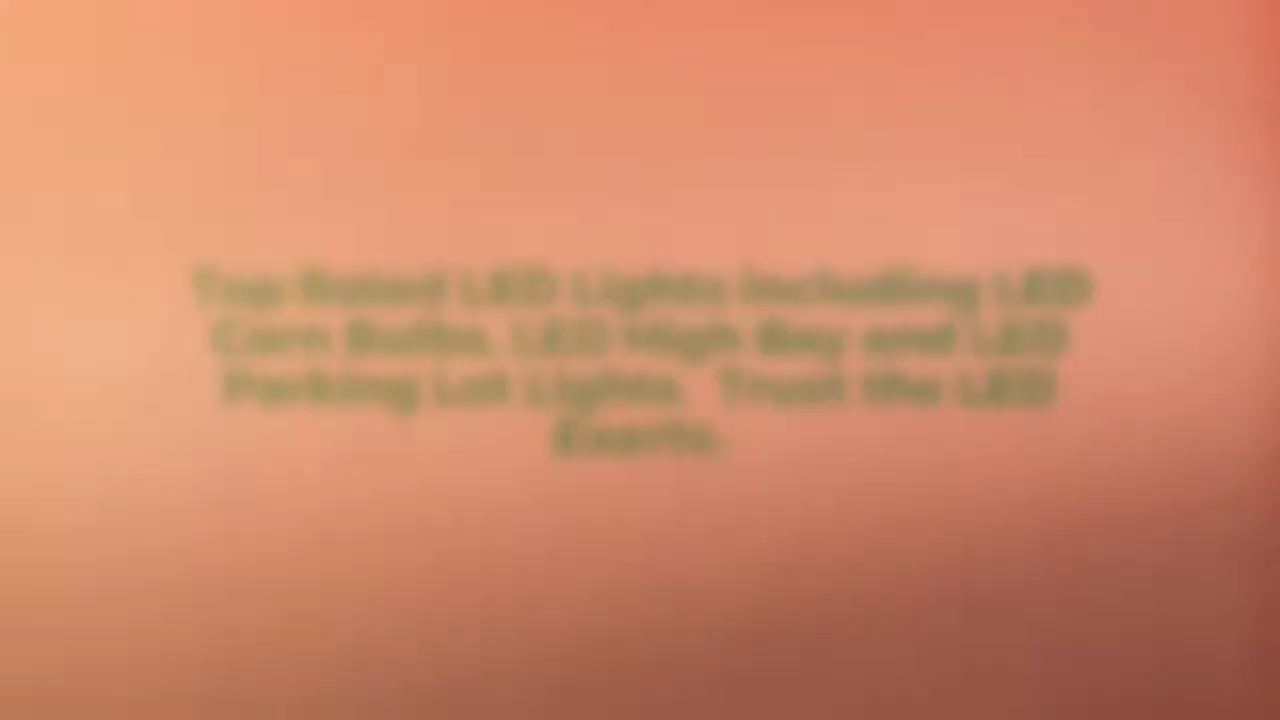 Top Rated LED Lights including LED
Corn Bulbs, LED High Bay and LED
Parking Lot Lights. Trust the LED
Exerts.